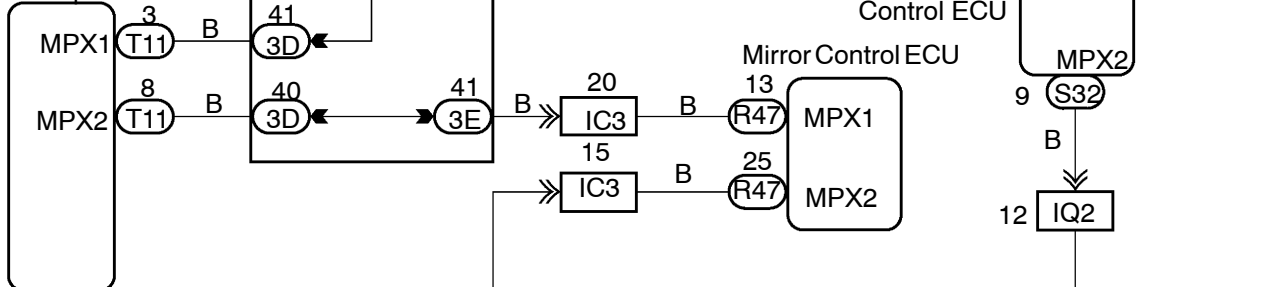 Control ECU
3
41
MPX1
T11
B
3D
Mirror Control ECU
MPX2
8
40
41
20
13
9
S32
MPX2
T11
B
3D
3E
B
IC3
B
R47
MPX1
15
25
B
IC3
B
R47
MPX2
12
IQ2